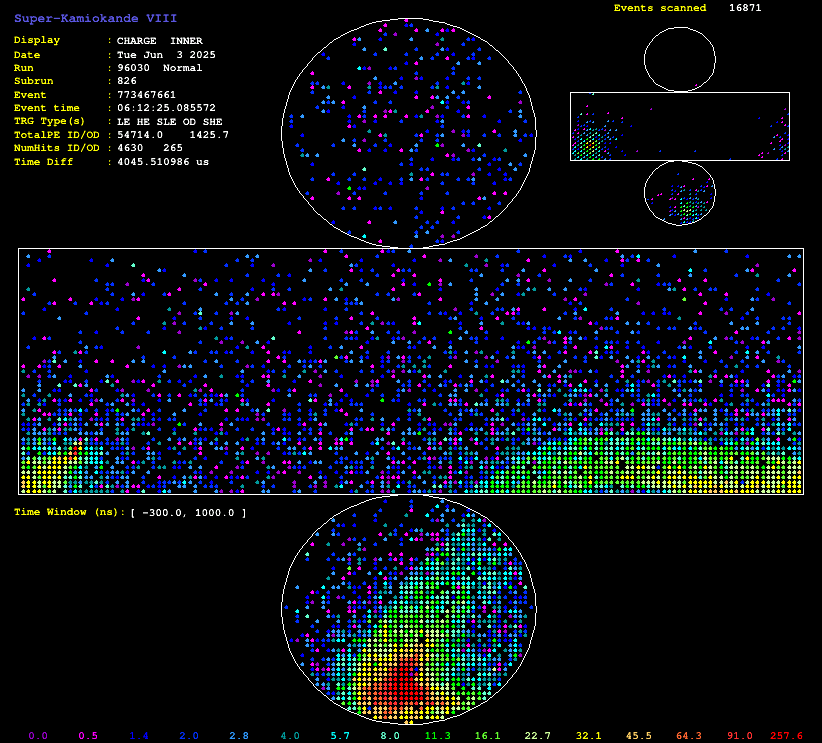 Super-Kamiokande VIII
Events scanned 16871
Display : CHARGE INNER
Date : Tue Jun 3 2025
Run : 96030 Normal
Subrun : 826
Event : 773467661
Event time : 06:12:25.085572
TRG Type(s) : LE HE SLE OD SHE
TotalPE ID/OD : 54714.0 1425.7
NumHits ID/OD : 4630 265
Time Diff : 4045.510986 us
Time Window (ns): [ -300.0, 1000.0 ]
0.0 0.5 1.4 2.0 2.8 4.0 5.7 8.0 11.3 16.1 22.7 32.1 45.5 64.3 91.0 257.6